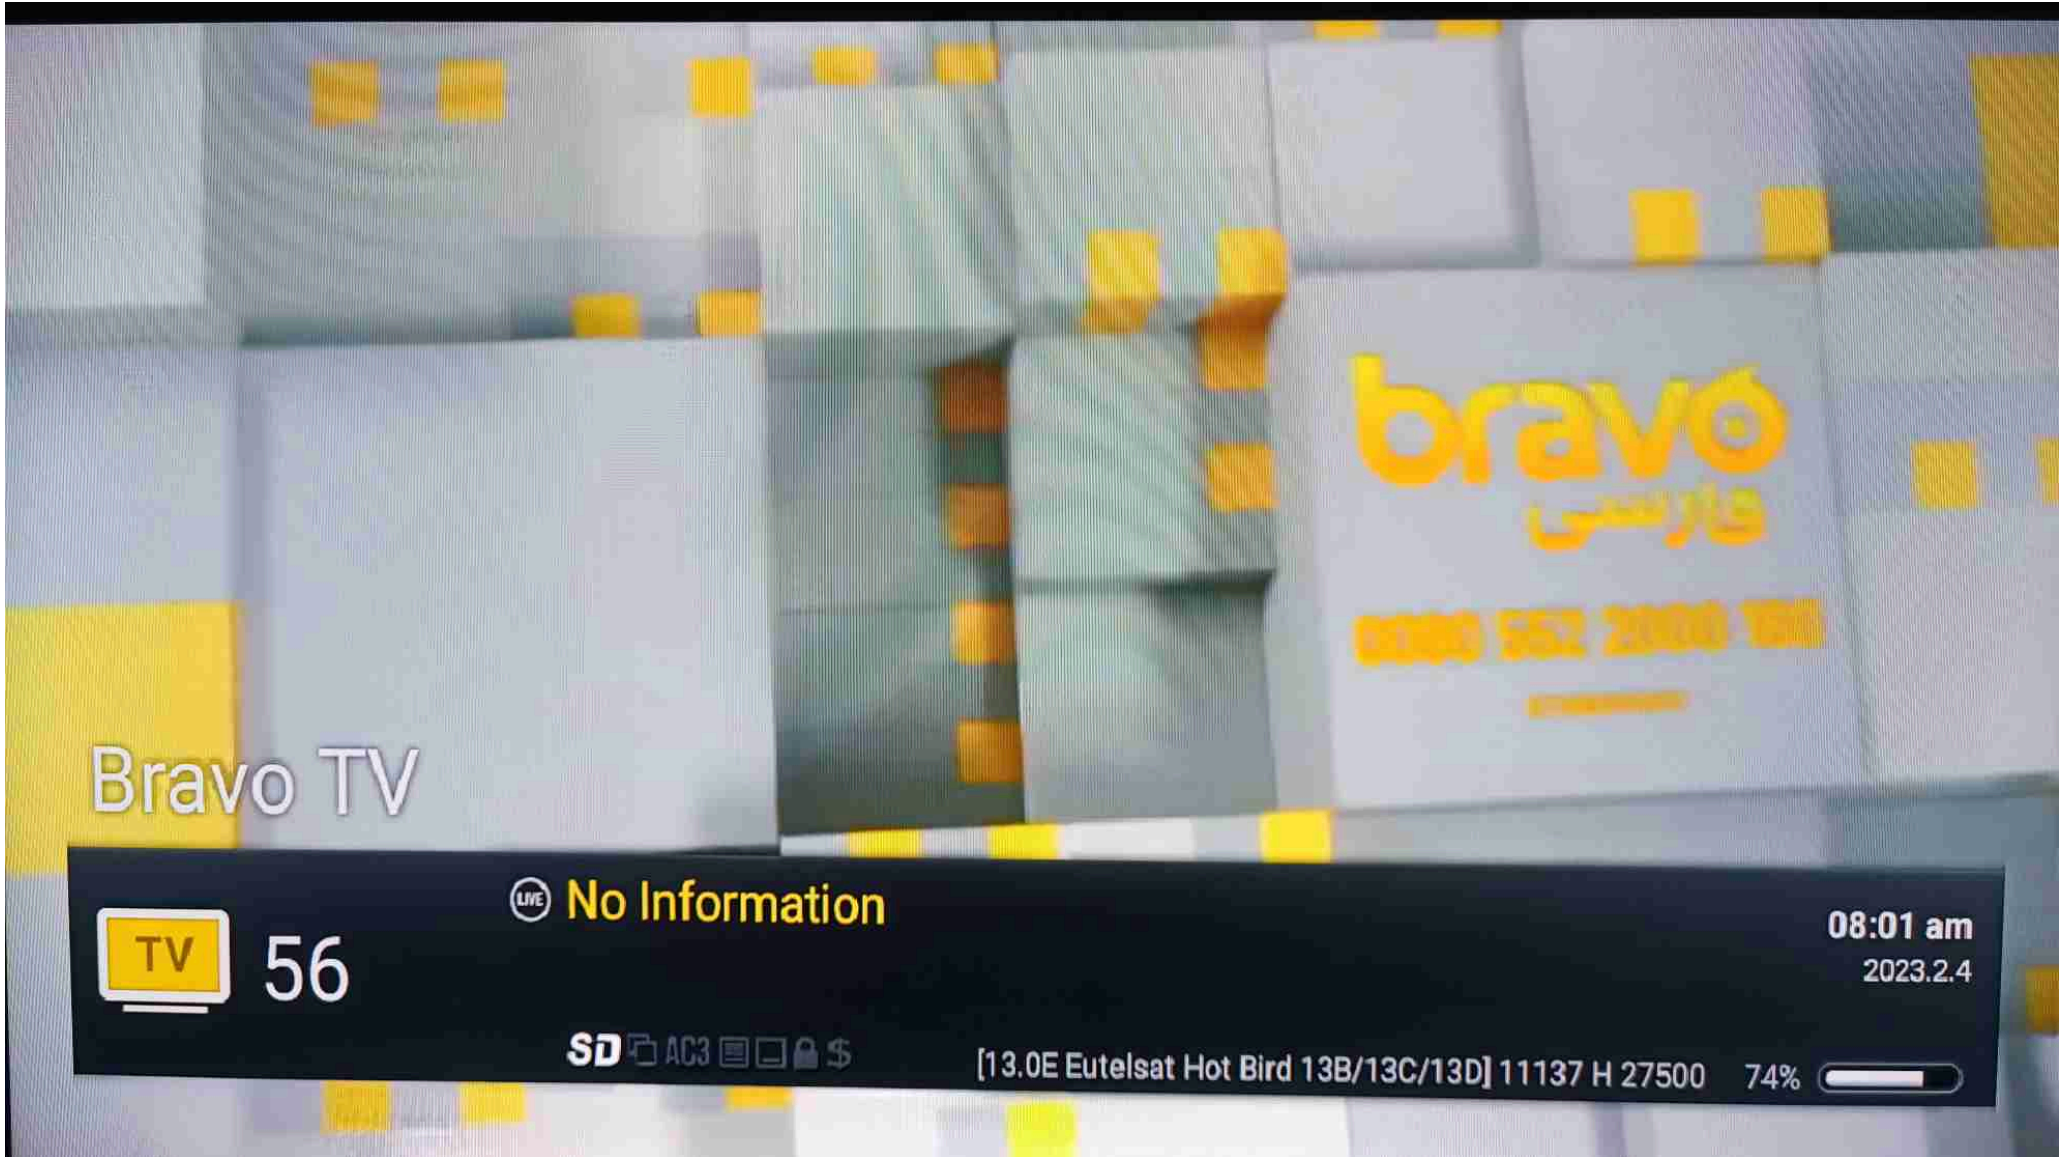 bravo
فارسی
Bravo TV
LIVE No Information
TV 56
08:01 am
2023.2.4
SD AC3 $
[13.0E Eutelsat Hot Bird 13B/13C/13D] 11137 H 27500 74%